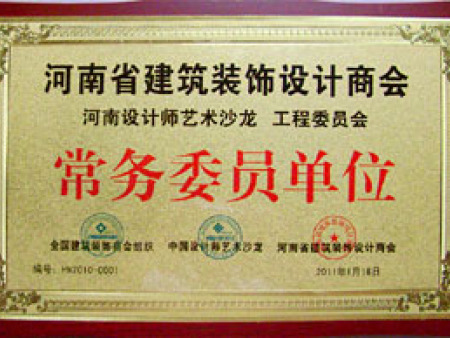 河南省建筑装饰设计商会
河南设计师艺术沙龙 工程委员会
常务委员单位
全国建筑装饰商会组织 中国设计师艺术沙龙 河南省建筑装饰设计商会
编号：HN2010-0001 2011年1月16日